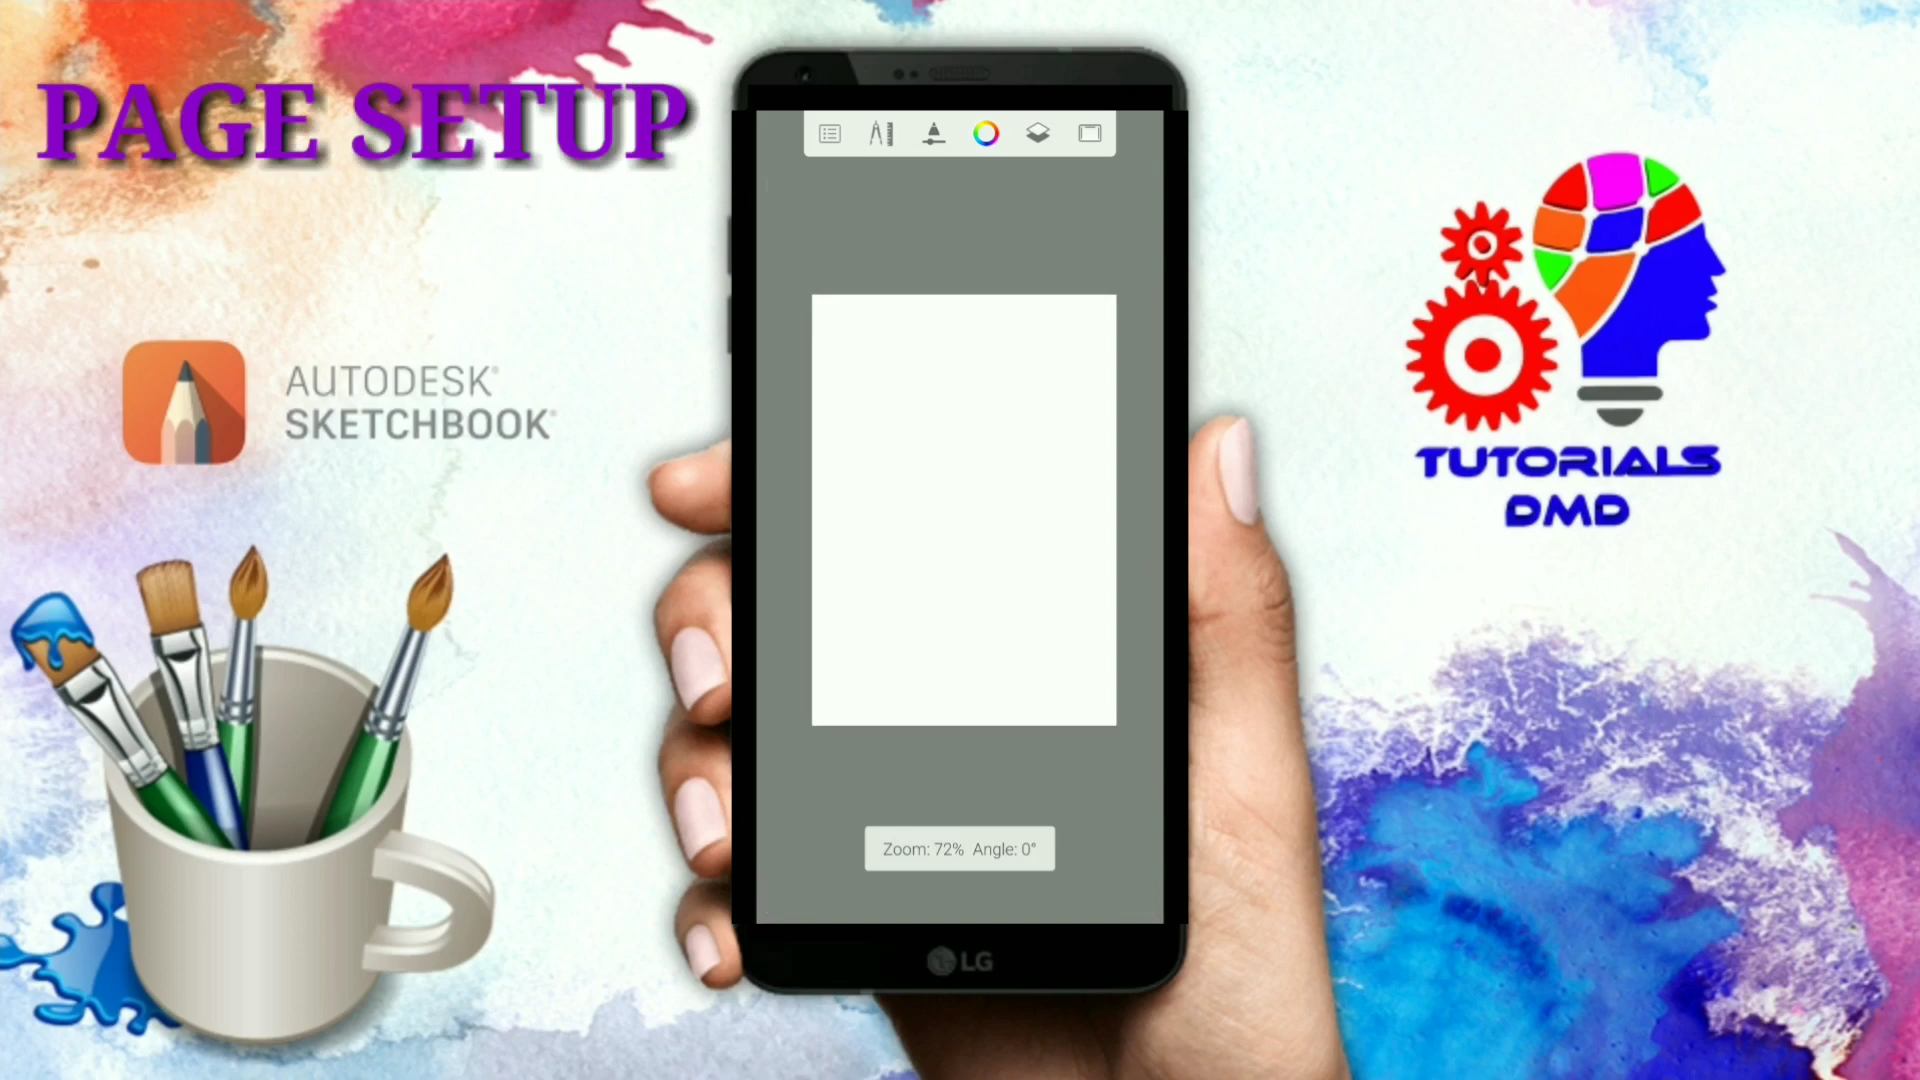 PAGE SETUP
AUTODESK®
SKETCHBOOK®
Zoom: 72% Angle: 0°
LG
TUTORIALS
DMD